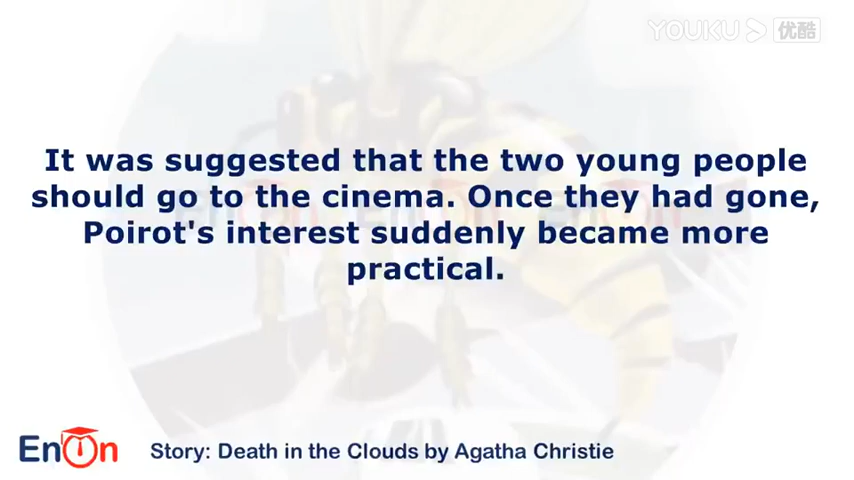 YOUKU 优酷
It was suggested that the two young people
should go to the cinema. Once they had gone,
Poirot's interest suddenly became more
practical.
EnOn
Story: Death in the Clouds by Agatha Christie